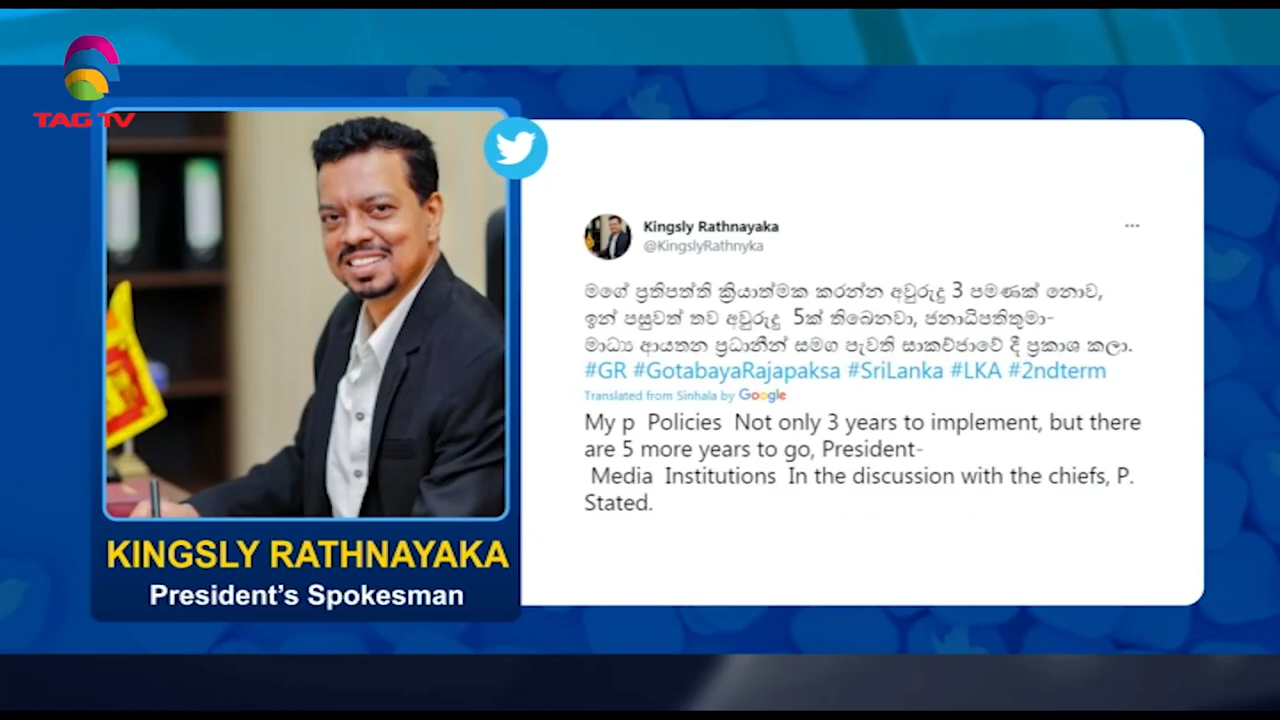 TAG TV
Kingsly Rathnayaka
@KingslyRathnyka
මගේ ප්‍රතිපත්ති ක්‍රියාත්මක කරන්න අවුරුදු 3 පමණක් නොව,
ඉන් පසුවත් තව අවුරුදු 5ක් තිබෙනවා, ජනාධිපතිතුමා-
මාධ්‍ය ආයතන ප්‍රධානීන් සමග පැවති සාකච්ඡාවේ දී ප්‍රකාශ කලා.
#GR #GotabayaRajapaksa #SriLanka #LKA #2ndterm
Translated from Sinhala by Google
My p Policies Not only 3 years to implement, but there
are 5 more years to go, President-
Media Institutions In the discussion with the chiefs, P.
Stated.
KINGSLY RATHNAYAKA
President's Spokesman